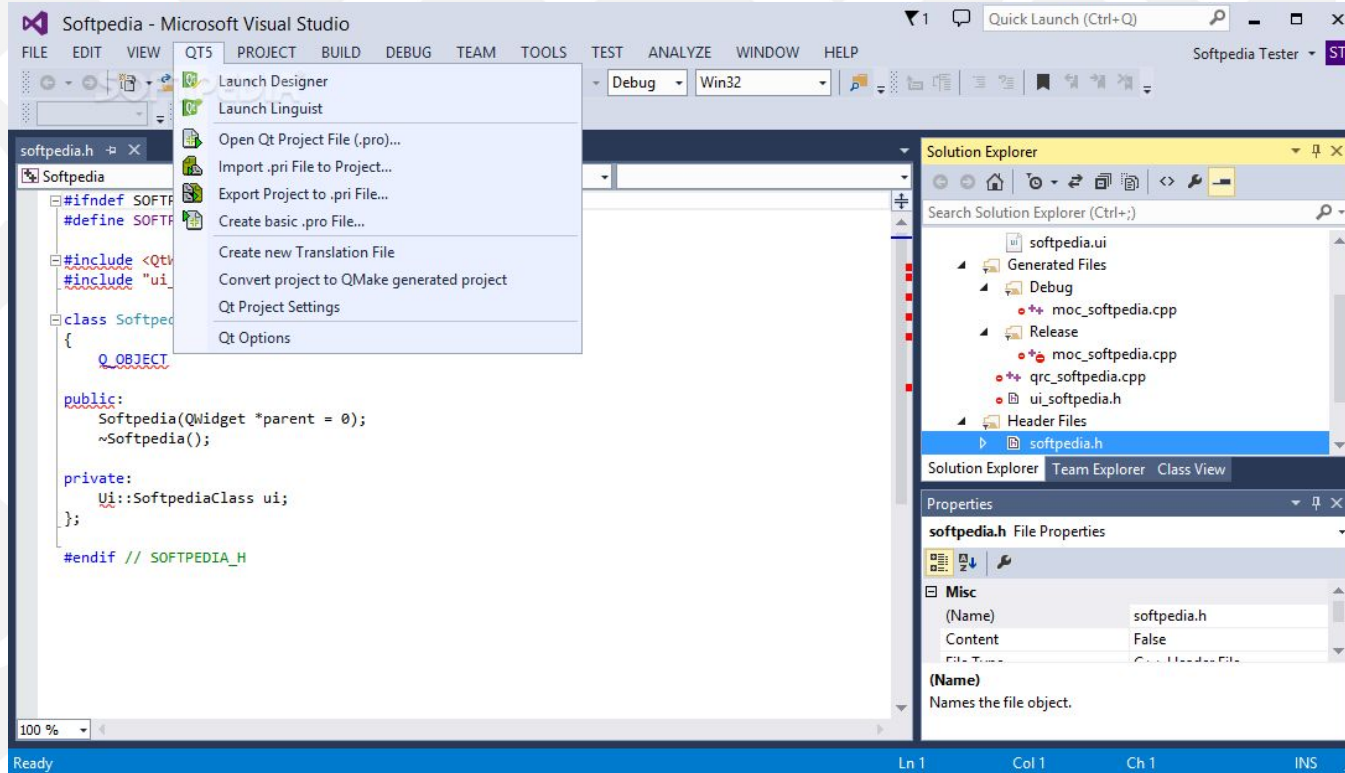 Softpedia - Microsoft Visual Studio
1
Quick Launch (Ctrl+Q)
FILE EDIT VIEW QT5 PROJECT BUILD DEBUG TEAM TOOLS TEST ANALYZE WINDOW HELP
Softpedia Tester ST
Debug Win32
Launch Designer
Launch Linguist
Open Qt Project File (.pro)...
Import .pri File to Project...
Export Project to .pri File...
Create basic .pro File...
Create new Translation File
Convert project to QMake generated project
Qt Project Settings
Qt Options
softpedia.h
Softpedia
#ifndef SOFTP
#define SOFTP
#include <QtW
#include "ui_
class Softped
{
Q_OBJECT
public:
Softpedia(QWidget *parent = 0);
~Softpedia();
private:
Ui::SoftpediaClass ui;
};
#endif // SOFTPEDIA_H
100 %
Solution Explorer
Search Solution Explorer (Ctrl+;)
softpedia.ui
Generated Files
Debug
moc_softpedia.cpp
Release
moc_softpedia.cpp
qrc_softpedia.cpp
ui_softpedia.h
Header Files
softpedia.h
Solution Explorer Team Explorer Class View
Properties
softpedia.h File Properties
Misc
(Name) softpedia.h
Content False
(Name)
Names the file object.
Ready Ln 1 Col 1 Ch 1 INS